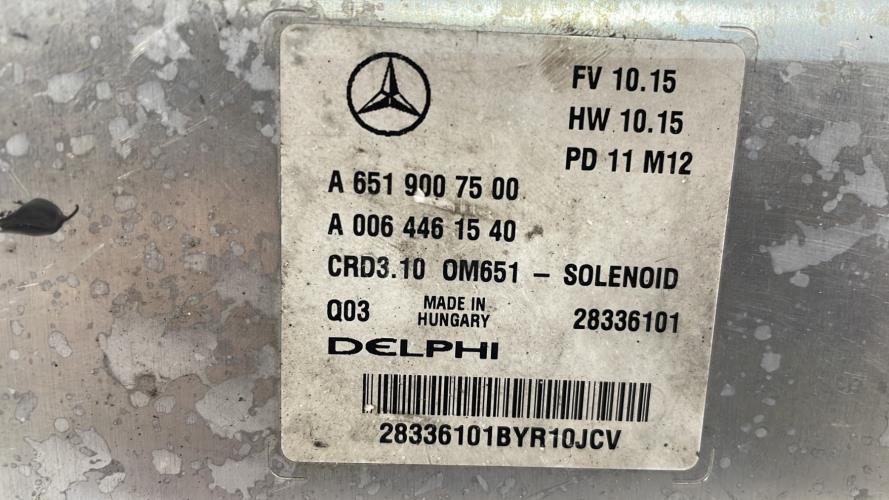 FV 10.15
HW 10.15
PD 11 M12
A 651 900 75 00
A 006 446 15 40
CRD3.10 OM651 – SOLENOID
Q03 MADE IN HUNGARY 28336101
DELPHI
28336101BYR10JCV